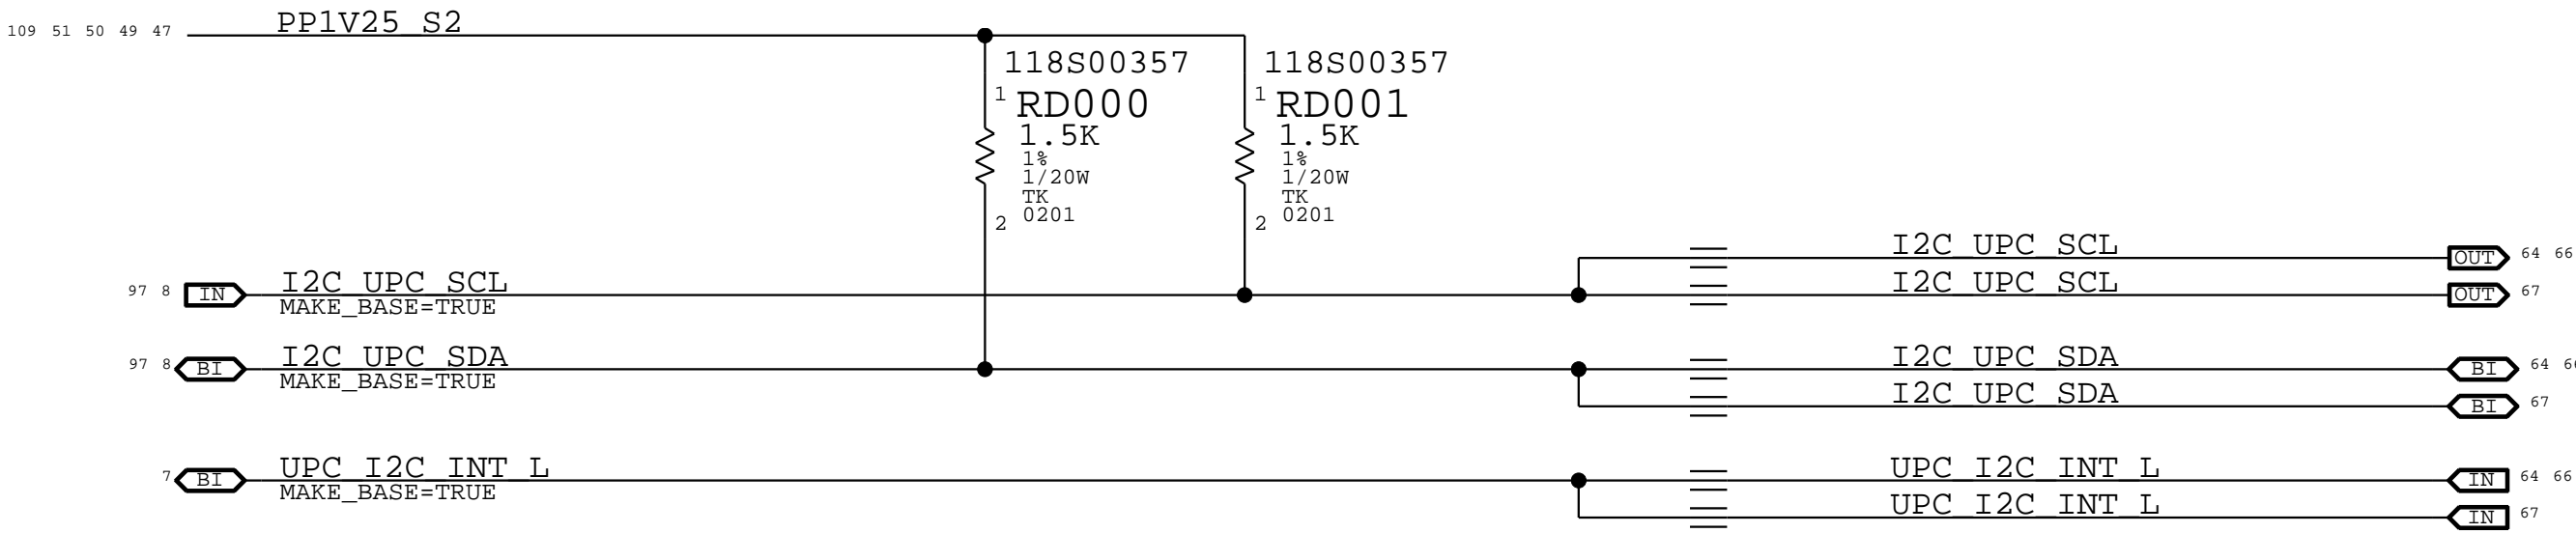 109 51 50 49 47 PP1V25_S2
118S00357 118S00357
1 RD000 1 RD001
1.5K 1.5K
1% 1%
1/20W 1/20W
TK TK
2 0201 2 0201
I2C_UPC_SCL OUT 64 66
97 8 IN I2C_UPC_SCL I2C_UPC_SCL OUT 67
MAKE_BASE=TRUE
97 8 BI I2C_UPC_SDA I2C_UPC_SDA BI 64
MAKE_BASE=TRUE I2C_UPC_SDA BI 67
7 BI UPC_I2C_INT_L UPC_I2C_INT_L IN 64 66
MAKE_BASE=TRUE UPC_I2C_INT_L IN 67